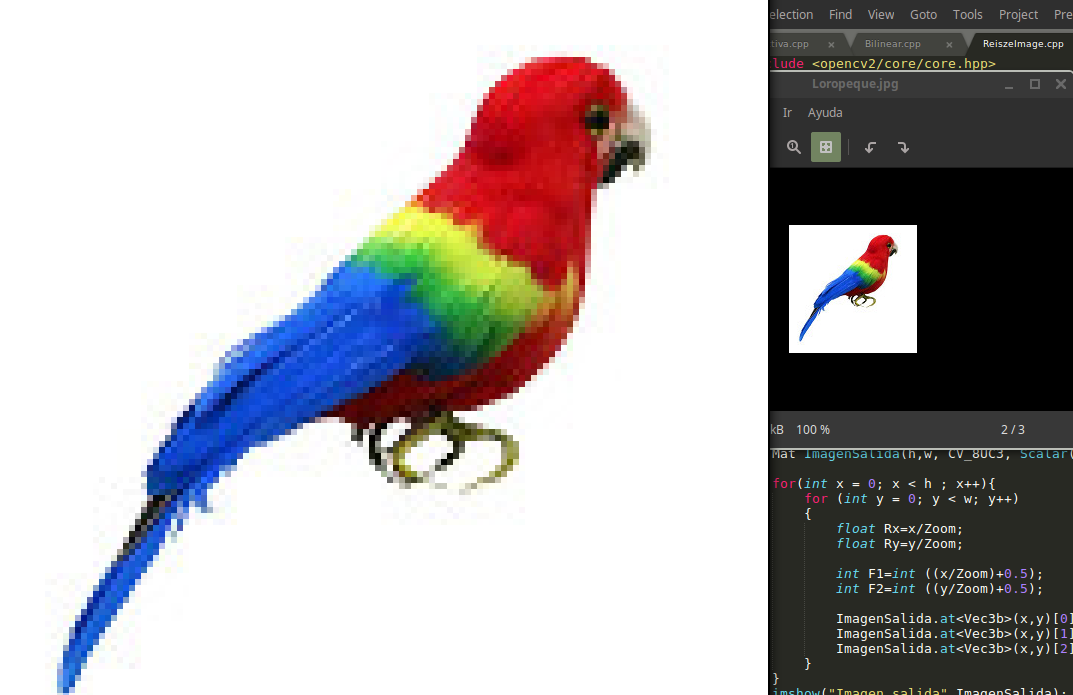 election Find View Goto Tools Project Pre
tiva.cpp × Bilinear.cpp × ReiszeImage.cpp
lude <opencv2/core/core.hpp>
Loropeque.jpg
Ir Ayuda
kB 100 % 2 / 3
Mat ImagenSalida(h,w, CV_8UC3, Scalar(
for(int x = 0; x < h ; x++){
for (int y = 0; y < w; y++)
{
float Rx=x/Zoom;
float Ry=y/Zoom;
int F1=int ((x/Zoom)+0.5);
int F2=int ((y/Zoom)+0.5);
ImagenSalida.at<Vec3b>(x,y)[0]
ImagenSalida.at<Vec3b>(x,y)[1]
ImagenSalida.at<Vec3b>(x,y)[2]
}
}
imshow("Imagen salida",ImagenSalida);